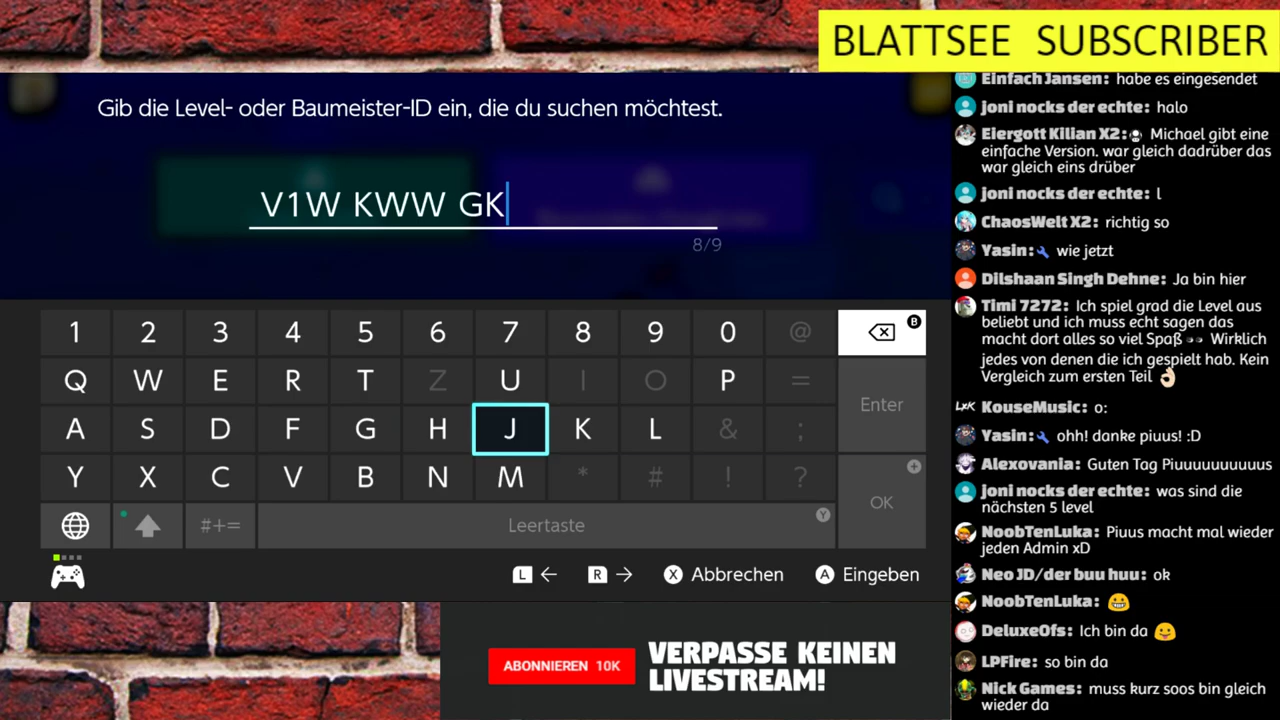 BLATTSEE SUBSCRIBER
Gib die Level- oder Baumeister-ID ein, die du suchen möchtest.
V1W KWW GK
8/9
1 2 3 4 5 6 7 8 9 0 @ B
Q W E R T Z U I O P =
Enter
A S D F G H J K L & ;
Y X C V B N M * # ! ? +
OK
#+= Leertaste Y
L ← R → X Abbrechen A Eingeben
ABONNIEREN 10K
VERPASSE KEINEN
LIVESTREAM!
Einfach Jansen: habe es eingesendet
joni nocks der echte: halo
Eiergott Kilian X2: Michael gibt eine
einfache Version. war gleich dadrüber das
war gleich eins drüber
joni nocks der echte: l
ChaosWelt X2: richtig so
Yasin: wie jetzt
Dilshaan Singh Dehne: Ja bin hier
Timi 7272: Ich spiel grad die Level aus
beliebt und ich muss echt sagen das
macht dort alles so viel Spaß 👀 Wirklich
jedes von denen die ich gespielt hab. Kein
Vergleich zum ersten Teil 👌🏻
LxK KouseMusic: o:
Yasin: ohh! danke piuus! :D
Alexovania: Guten Tag Piuuuuuuuuus
joni nocks der echte: was sind die
nächsten 5 level
NoobTenLuka: Piuus macht mal wieder
jeden Admin xD
Neo JD/der buu huu: ok
NoobTenLuka: 😀
DeluxeOfs: Ich bin da 😛
LPFire: so bin da
Nick Games: muss kurz soos bin gleich
wieder da